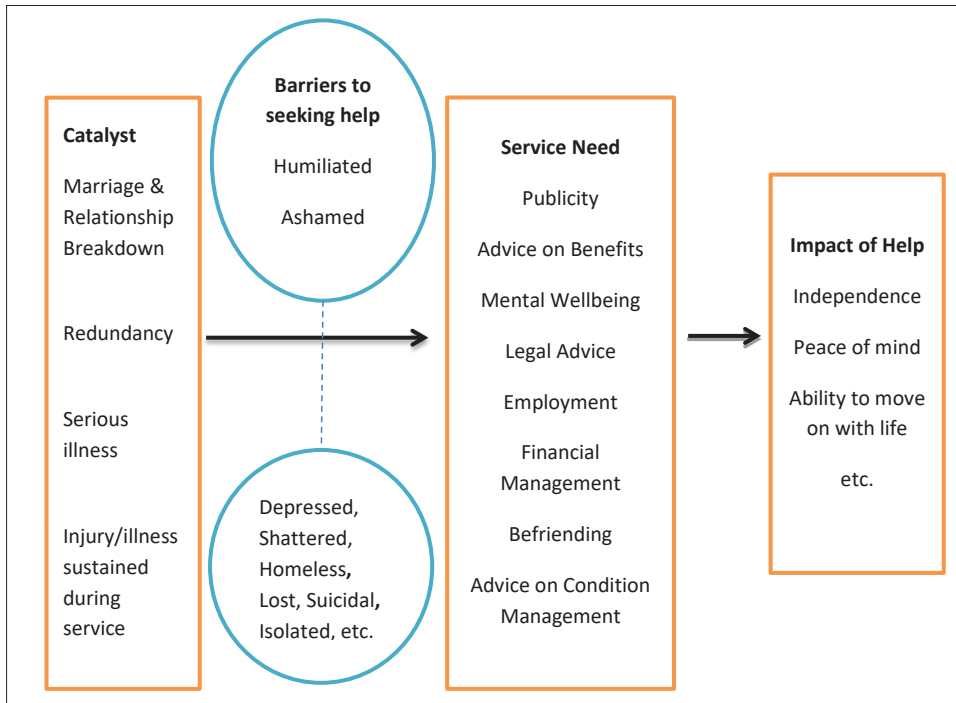 Catalyst
Marriage &
Relationship
Breakdown
Redundancy
Serious
illness
Injury/illness
sustained
during
service
Barriers to
seeking help
Humiliated
Ashamed
Depressed,
Shattered,
Homeless,
Lost, Suicidal,
Isolated, etc.
Service Need
Publicity
Advice on Benefits
Mental Wellbeing
Legal Advice
Employment
Financial
Management
Befriending
Advice on Condition
Management
Impact of Help
Independence
Peace of mind
Ability to move
on with life
etc.